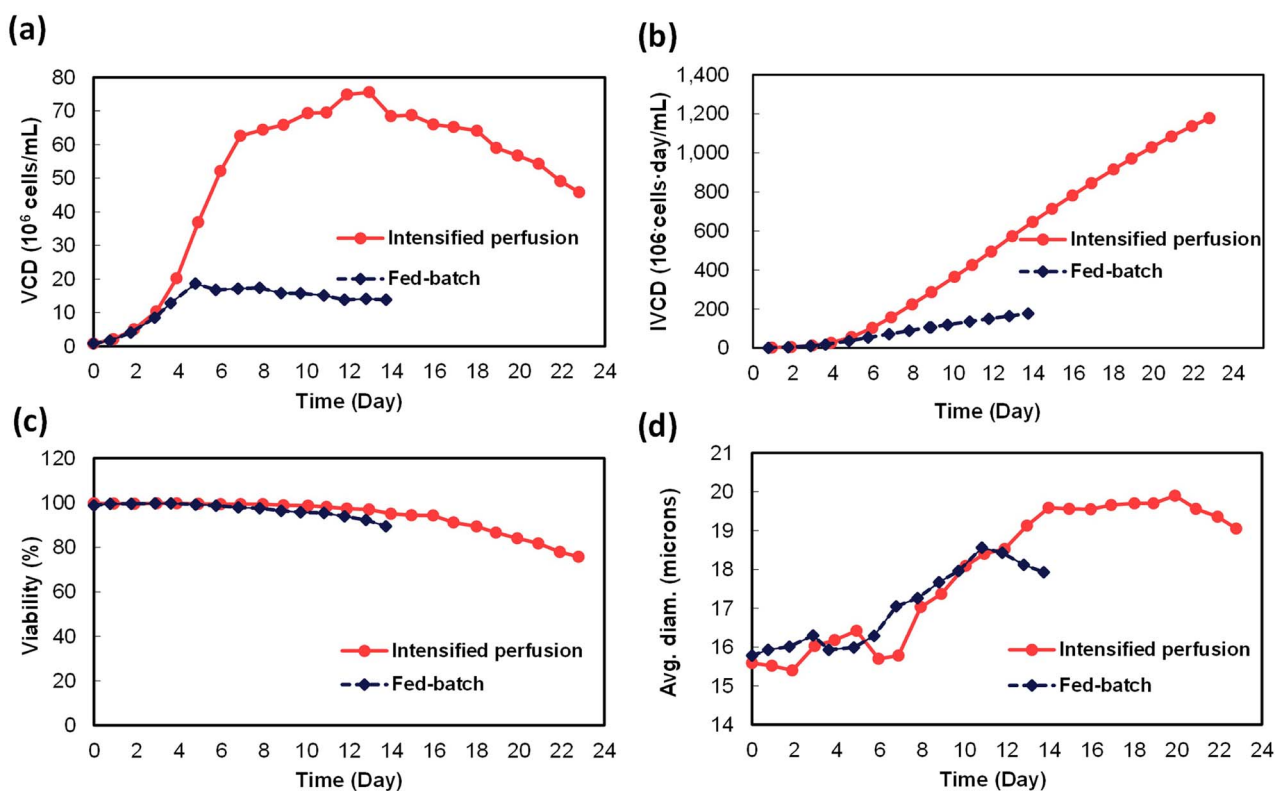 (a)
VCD (10⁶ cells/mL)
80
70
60
50
40
30
20
10
0
Intensified perfusion
Fed-batch
0 2 4 6 8 10 12 14 16 18 20 22 24
Time (Day)
(b)
IVCD (106·cells·day/mL)
1,400
1,200
1,000
800
600
400
200
0
Intensified perfusion
Fed-batch
0 2 4 6 8 10 12 14 16 18 20 22 24
Time (Day)
(c)
Viability (%)
120
100
80
60
40
20
0
Intensified perfusion
Fed-batch
0 2 4 6 8 10 12 14 16 18 20 22 24
Time (Day)
(d)
Avg. diam. (microns)
21
20
19
18
17
16
15
14
Intensified perfusion
Fed-batch
0 2 4 6 8 10 12 14 16 18 20 22 24
Time (Day)